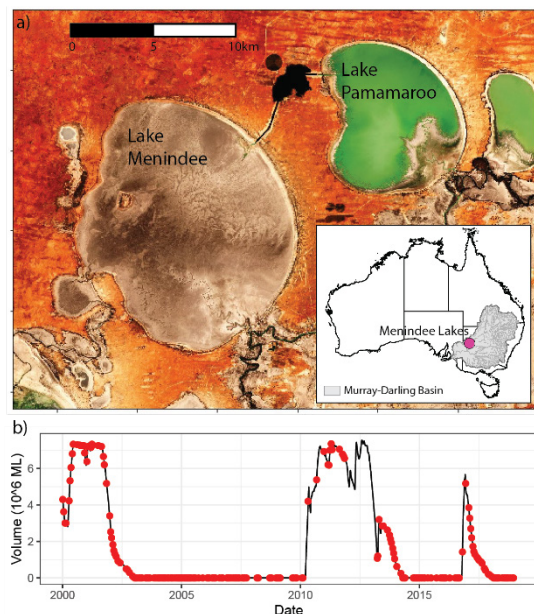 a)
0 5 10km
Lake
Pamamaroo
Lake
Menindee
Menindee Lakes
Murray-Darling Basin
b)
Volume (10^6 ML)
6
4
2
0
2000 2005 2010 2015
Date